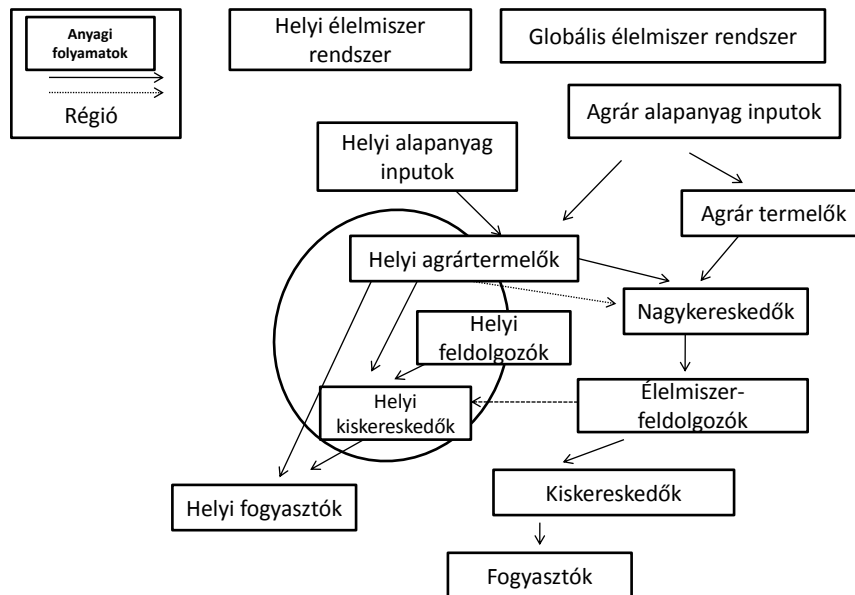 Anyagi
folyamatok
Régió
Helyi élelmiszer
rendszer
Globális élelmiszer rendszer
Agrár alapanyag inputok
Helyi alapanyag
inputok
Agrár termelők
Helyi agrártermelők
Nagykereskedők
Helyi
feldolgozók
Élelmiszer-
feldolgozók
Helyi
kiskereskedők
Kiskereskedők
Helyi fogyasztók
Fogyasztók